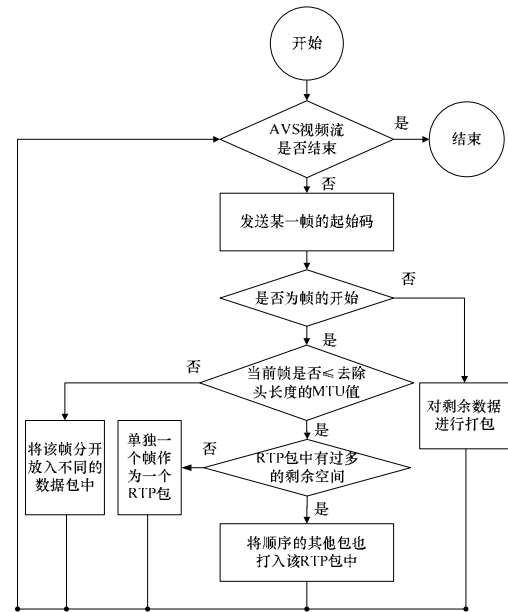 开始
AVS视频流
是否结束
是
结束
否
发送某一帧的起始码
是否为帧的开始
否
是
当前帧是否≤去除
头长度的MTU值
否
是
对剩余数据
进行打包
将该帧分开
放入不同的
数据包中
单独一
个帧作
为一个
RTP包
否
RTP包中有过多
的剩余空间
是
将顺序的其他包也
打入该RTP包中